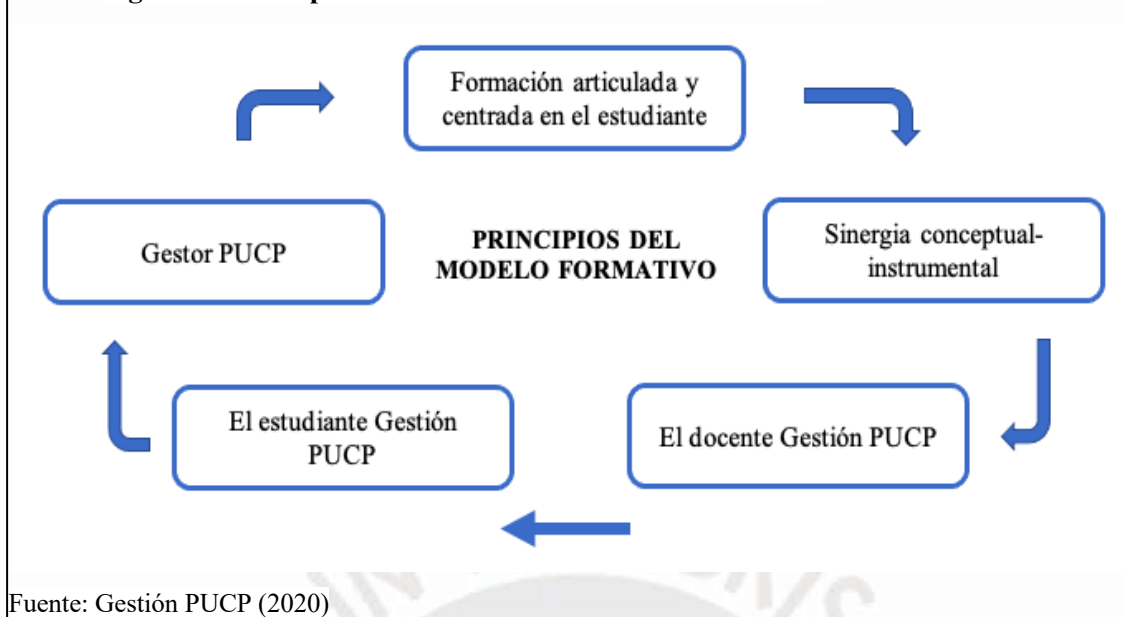 Formación articulada y
centrada en el estudiante
Gestor PUCP
PRINCIPIOS DEL
MODELO FORMATIVO
Sinergia conceptual-
instrumental
El estudiante Gestión
PUCP
El docente Gestión PUCP
Fuente: Gestión PUCP (2020)